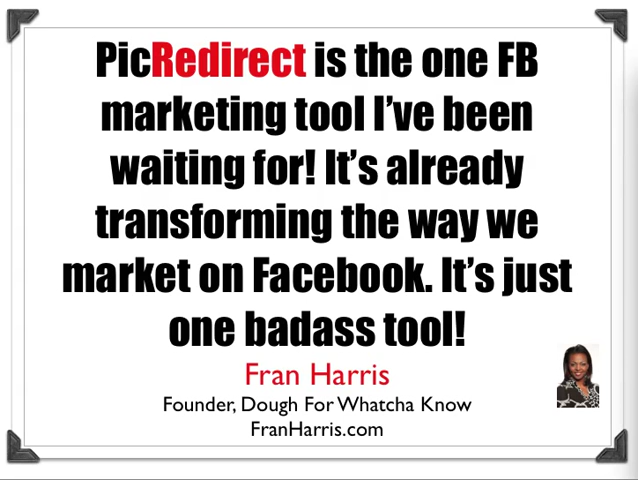 PicRedirect is the one FB
marketing tool I've been
waiting for! It's already
transforming the way we
market on Facebook. It's just
one badass tool!
Fran Harris
Founder, Dough For Whatcha Know
FranHarris.com